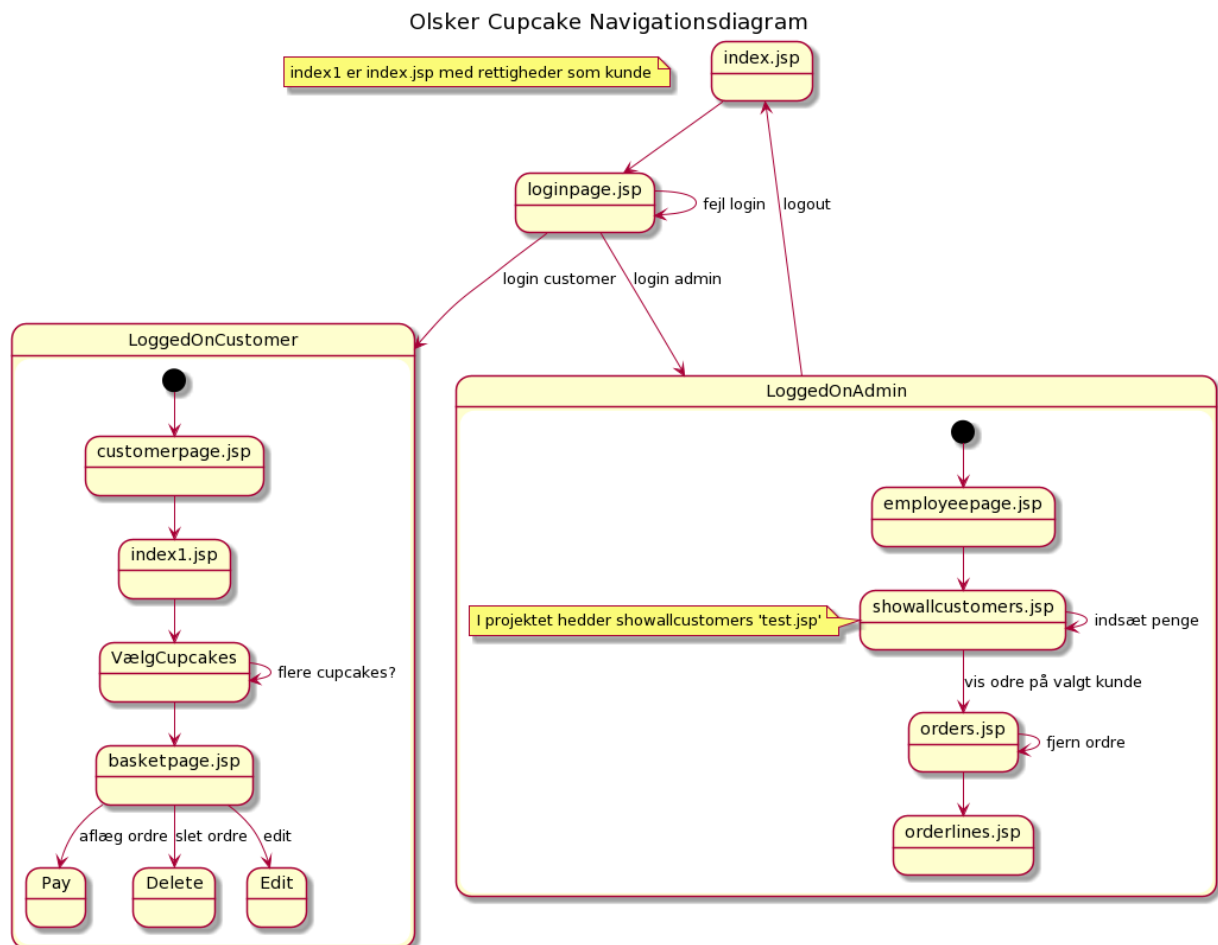 Olsker Cupcake Navigationsdiagram
index1 er index.jsp med rettigheder som kunde
index.jsp
loginpage.jsp
fejl login
logout
login customer
login admin
LoggedOnCustomer
customerpage.jsp
index1.jsp
VælgCupcakes
flere cupcakes?
basketpage.jsp
aflæg ordre
slet ordre
edit
Pay
Delete
Edit
LoggedOnAdmin
employeepage.jsp
I projektet hedder showallcustomers 'test.jsp'
showallcustomers.jsp
indsæt penge
vis odre på valgt kunde
orders.jsp
fjern ordre
orderlines.jsp